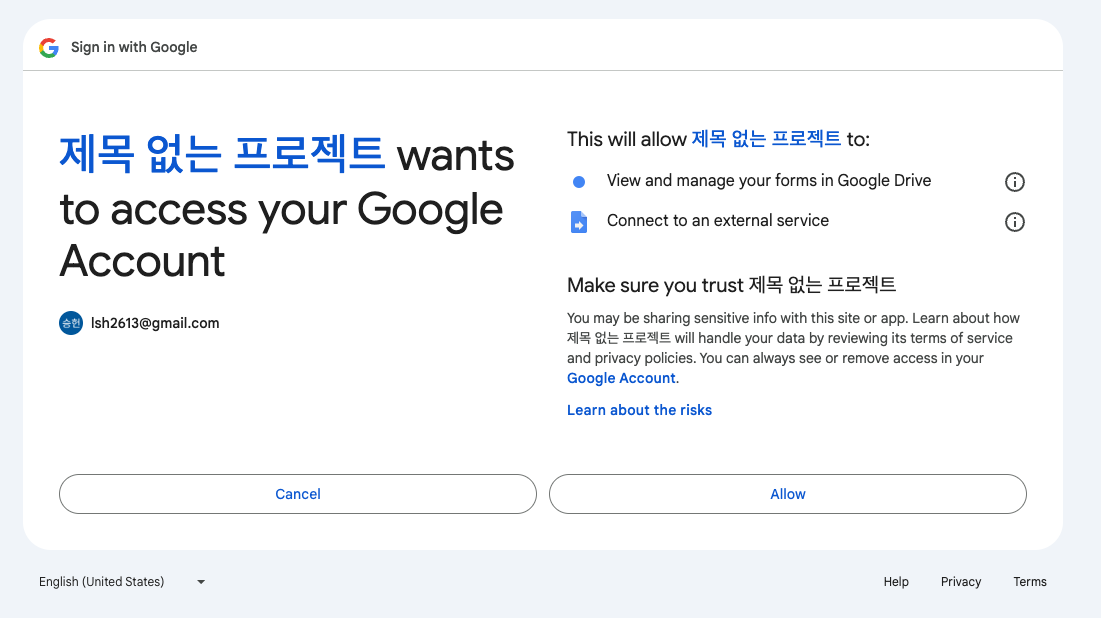 Sign in with Google
제목 없는 프로젝트 wants
to access your Google
Account
승헌 lsh2613@gmail.com
This will allow 제목 없는 프로젝트 to:
View and manage your forms in Google Drive
Connect to an external service
Make sure you trust 제목 없는 프로젝트
You may be sharing sensitive info with this site or app. Learn about how
제목 없는 프로젝트 will handle your data by reviewing its terms of service
and privacy policies. You can always see or remove access in your
Google Account.
Learn about the risks
Cancel
Allow
English (United States)
Help
Privacy
Terms